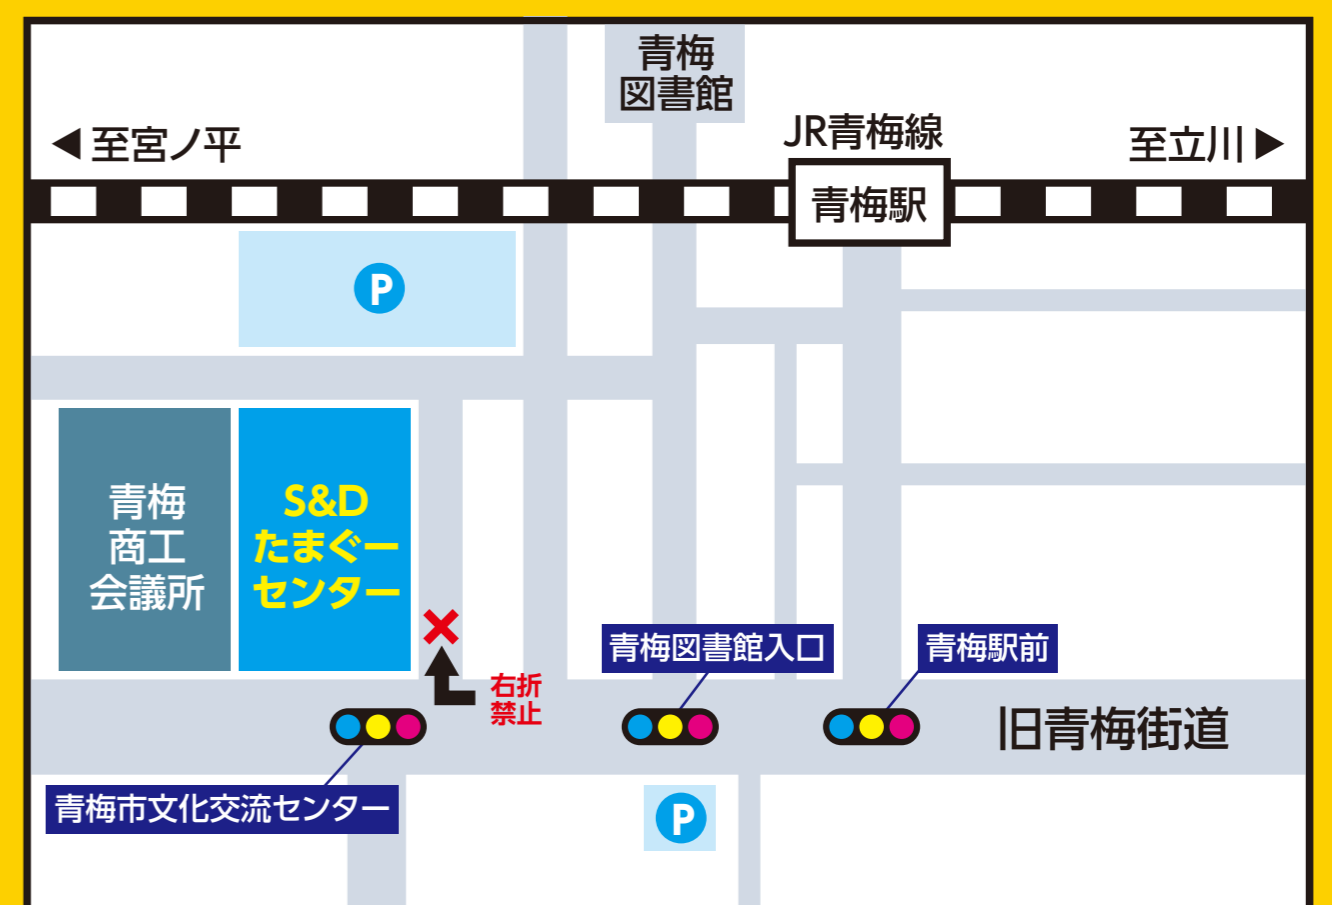 青梅
図書館
◀至宮ノ平
JR青梅線
至立川▶
青梅駅
P
青梅
商工
会議所
S&D
たまぐー
センター
右折
禁止
青梅図書館入口
青梅駅前
旧青梅街道
青梅市文化交流センター
P